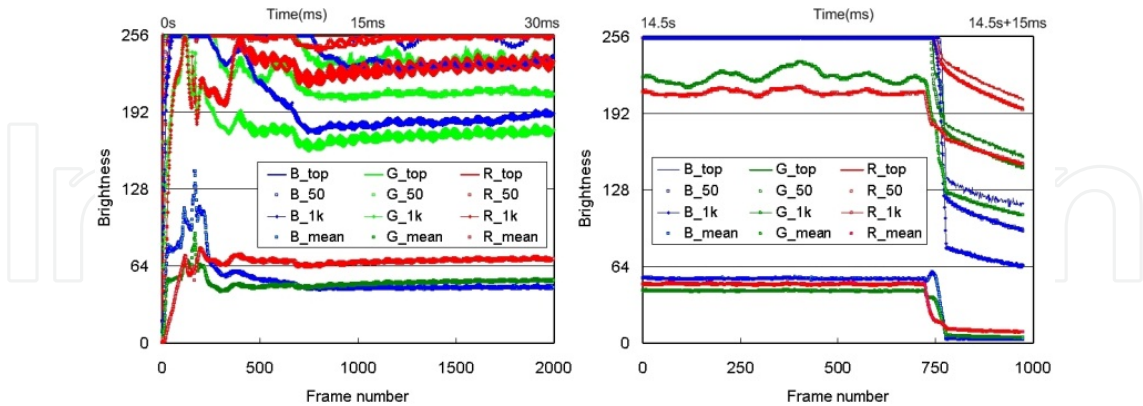 Time(ms)
0s 15ms 30ms
256
192
128
64
0
Brightness
B_top G_top R_top
B_50 G_50 R_50
B_1k G_1k R_1k
B_mean G_mean R_mean
0 500 1000 1500 2000
Frame number
Time(ms)
14.5s 14.5s+15ms
256
192
128
64
0
Brightness
B_top G_top R_top
B_50 G_50 R_50
B_1k G_1k R_1k
B_mean G_mean R_mean
0 250 500 750 1000
Frame number